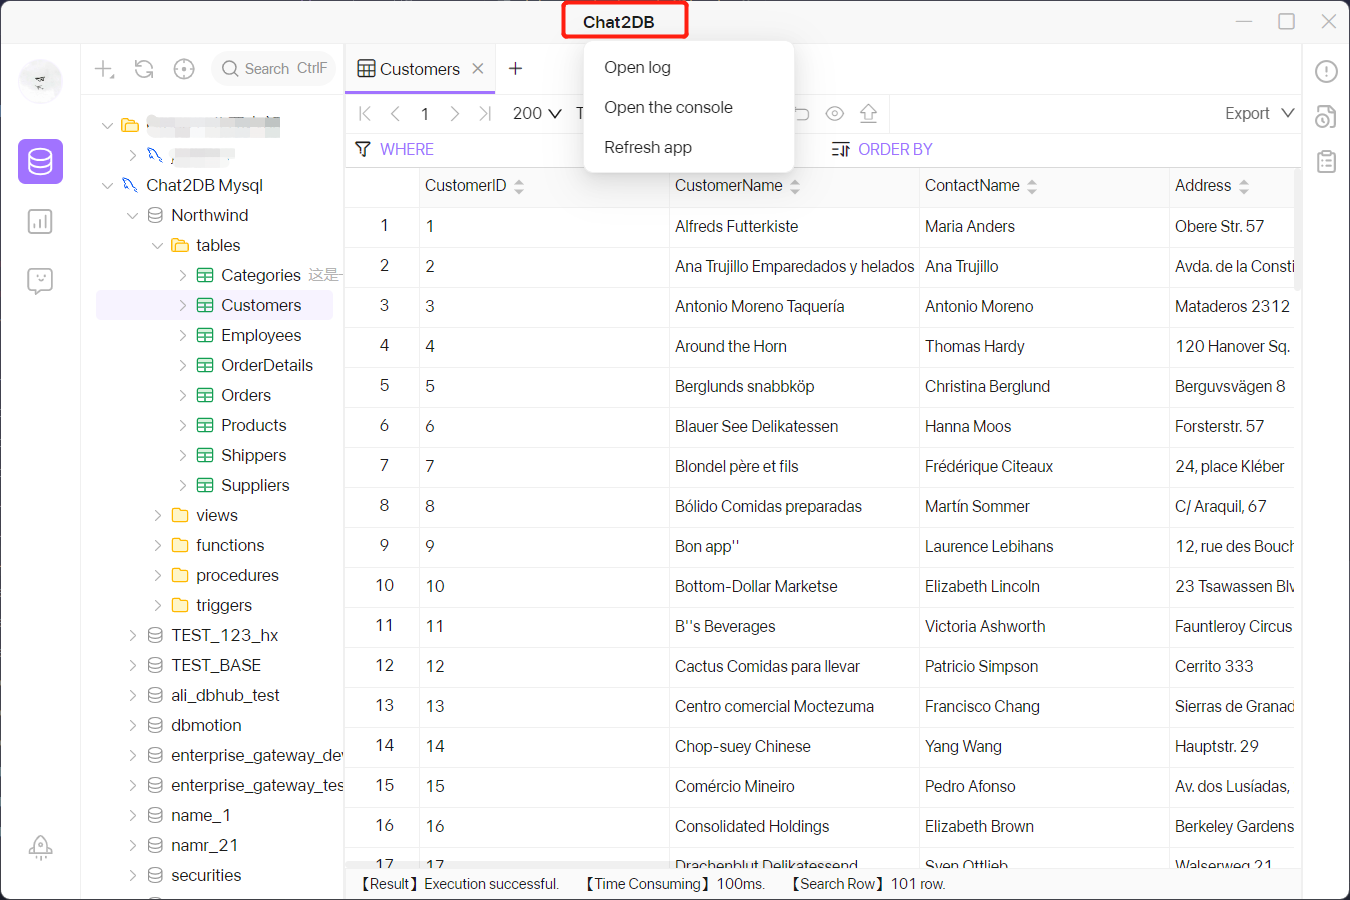 Chat2DB
Open log
Open the console
Refresh app
Search CtrlF
Customers
1
200
T
Export
WHERE
ORDER BY
Chat2DB Mysql
Northwind
tables
Categories 这是
Customers
Employees
OrderDetails
Orders
Products
Shippers
Suppliers
views
functions
procedures
triggers
TEST_123_hx
TEST_BASE
ali_dbhub_test
dbmotion
enterprise_gateway_de
enterprise_gateway_tes
name_1
namr_21
securities
CustomerID CustomerName ContactName Address
1 1 Alfreds Futterkiste Maria Anders Obere Str. 57
2 2 Ana Trujillo Emparedados y helados Ana Trujillo Avda. de la Consti
3 3 Antonio Moreno Taquería Antonio Moreno Mataderos 2312
4 4 Around the Horn Thomas Hardy 120 Hanover Sq.
5 5 Berglunds snabbköp Christina Berglund Berguvsvägen 8
6 6 Blauer See Delikatessen Hanna Moos Forsterstr. 57
7 7 Blondel père et fils Frédérique Citeaux 24, place Kléber
8 8 Bólido Comidas preparadas Martín Sommer C/ Araquil, 67
9 9 Bon app'' Laurence Lebihans 12, rue des Bouch
10 10 Bottom-Dollar Marketse Elizabeth Lincoln 23 Tsawassen Blv
11 11 B''s Beverages Victoria Ashworth Fauntleroy Circus
12 12 Cactus Comidas para llevar Patricio Simpson Cerrito 333
13 13 Centro comercial Moctezuma Francisco Chang Sierras de Granad
14 14 Chop-suey Chinese Yang Wang Hauptstr. 29
15 15 Comércio Mineiro Pedro Afonso Av. dos Lusíadas,
16 16 Consolidated Holdings Elizabeth Brown Berkeley Gardens
17 17 Drachenblut Delikatessend Sven Ottlieb Walserweg 21
【Result】Execution successful. 【Time Consuming】100ms. 【Search Row】101 row.